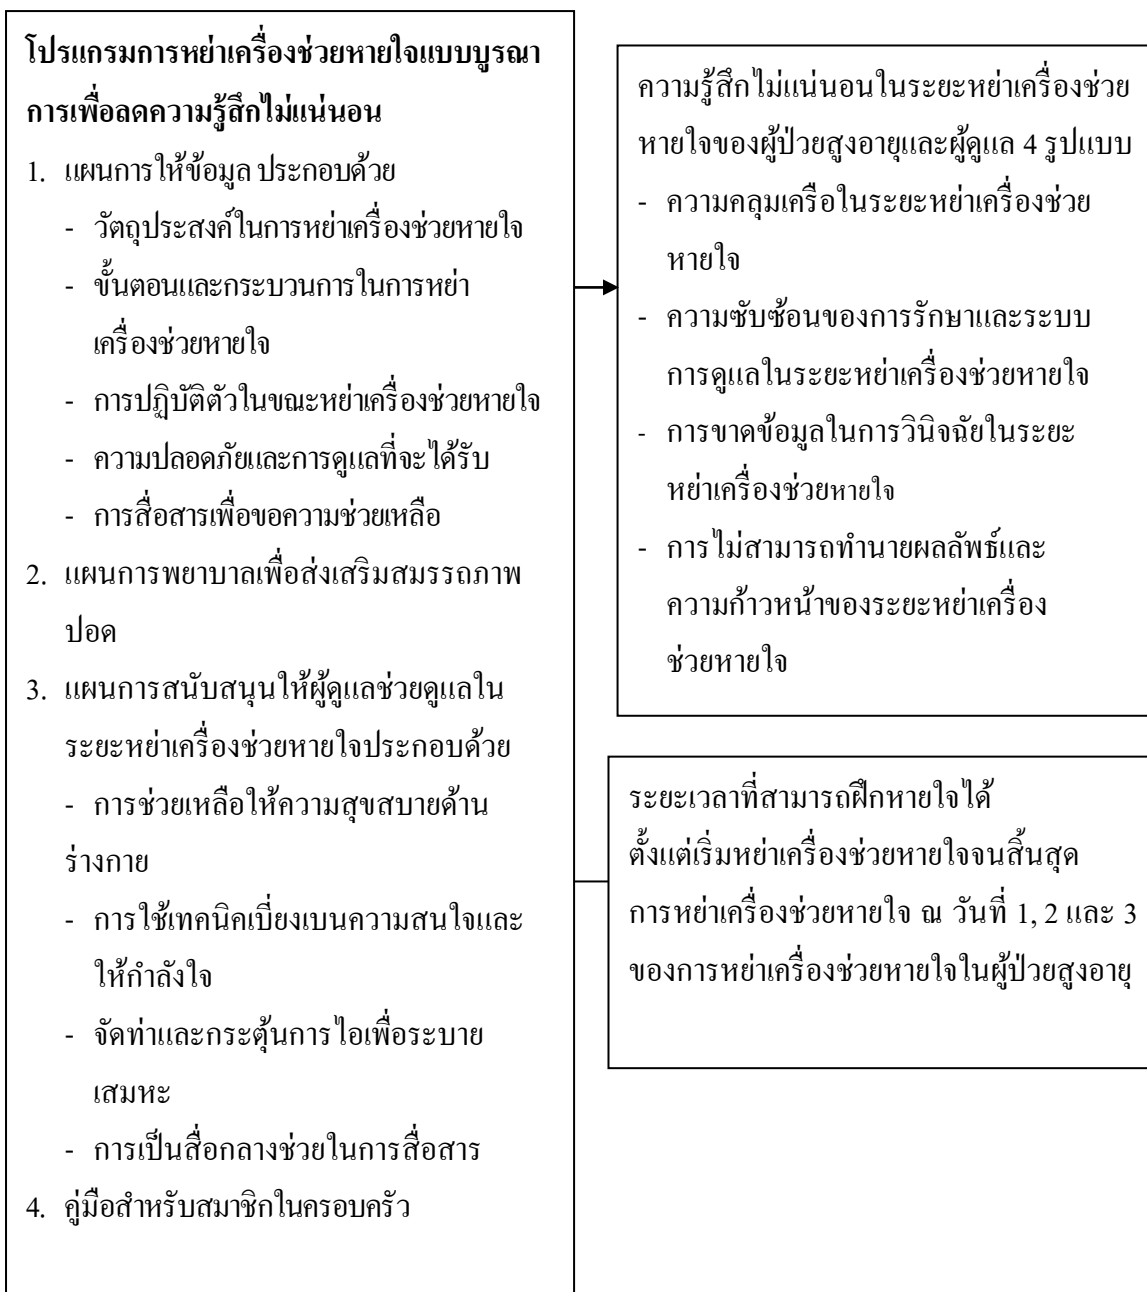 โปรแกรมการหย่าเครื่องช่วยหายใจแบบบูรณา
การเพื่อลดความรู้สึกไม่แน่นอน
1. แผนการให้ข้อมูล ประกอบด้วย
- วัตถุประสงค์ในการหย่าเครื่องช่วยหายใจ
- ขั้นตอนและกระบวนการในการหย่า
เครื่องช่วยหายใจ
- การปฏิบัติตัวในขณะหย่าเครื่องช่วยหายใจ
- ความปลอดภัยและการดูแลที่จะได้รับ
- การสื่อสารเพื่อขอความช่วยเหลือ
2. แผนการพยาบาลเพื่อส่งเสริมสมรรถภาพ
ปอด
3. แผนการสนับสนุนให้ผู้ดูแลช่วยดูแลใน
ระยะหย่าเครื่องช่วยหายใจประกอบด้วย
- การช่วยเหลือให้ความสุขสบายด้าน
ร่างกาย
- การใช้เทคนิคเบี่ยงเบนความสนใจและ
ให้กำลังใจ
- จัดท่าและกระตุ้นการไอเพื่อระบาย
เสมหะ
- การเป็นสื่อกลางช่วยในการสื่อสาร
4. คู่มือสำหรับสมาชิกในครอบครัว
ความรู้สึกไม่แน่นอนในระยะหย่าเครื่องช่วย
หายใจของผู้ป่วยสูงอายุและผู้ดูแล 4 รูปแบบ
- ความคลุมเครือในระยะหย่าเครื่องช่วย
หายใจ
- ความซับซ้อนของการรักษาและระบบ
การดูแลในระยะหย่าเครื่องช่วยหายใจ
- การขาดข้อมูลในการวินิจฉัยในระยะ
หย่าเครื่องช่วยหายใจ
- การไม่สามารถทำนายผลลัพธ์และ
ความก้าวหน้าของระยะหย่าเครื่อง
ช่วยหายใจ
ระยะเวลาที่สามารถฝึกหายใจได้
ตั้งแต่เริ่มหย่าเครื่องช่วยหายใจจนสิ้นสุด
การหย่าเครื่องช่วยหายใจ ณ วันที่ 1, 2 และ 3
ของการหย่าเครื่องช่วยหายใจในผู้ป่วยสูงอายุ